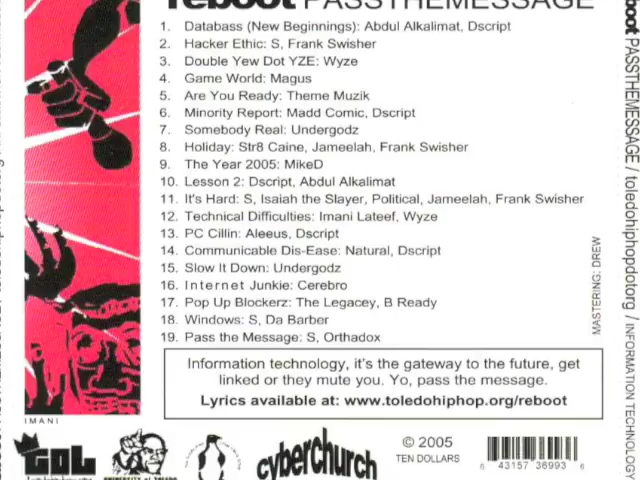 reboot PASSTHEMESSAGE
1. Databass (New Beginnings): Abdul Alkalimat, Dscript
2. Hacker Ethic: S, Frank Swisher
3. Double Yew Dot YZE: Wyze
4. Game World: Magus
5. Are You Ready: Theme Muzik
6. Minority Report: Madd Comic, Dscript
7. Somebody Real: Undergodz
8. Holiday: Str8 Caine, Jameelah, Frank Swisher
9. The Year 2005: MikeD
10. Lesson 2: Dscript, Abdul Alkalimat
11. It's Hard: S, Isaiah the Slayer, Political, Jameelah, Frank Swisher
12. Technical Difficulties: Imani Lateef, Wyze
13. PC Cillin: Aleeus, Dscript
14. Communicable Dis-Ease: Natural, Dscript
15. Slow It Down: Undergodz
16. Internet Junkie: Cerebro
17. Pop Up Blockerz: The Legacey, B Ready
18. Windows: S, Da Barber
19. Pass the Message: S, Orthadox
MASTERING: DREW
Information technology, it's the gateway to the future, get
linked or they mute you. Yo, pass the message.
Lyrics available at: www.toledohiphop.org/reboot
IMANI
cyberchurch
© 2005
TEN DOLLARS
6 43157 36993 6
boot PASSTHEMESSAGE / toledohiphopdotorg / INFORMATION TECHNOLOGY